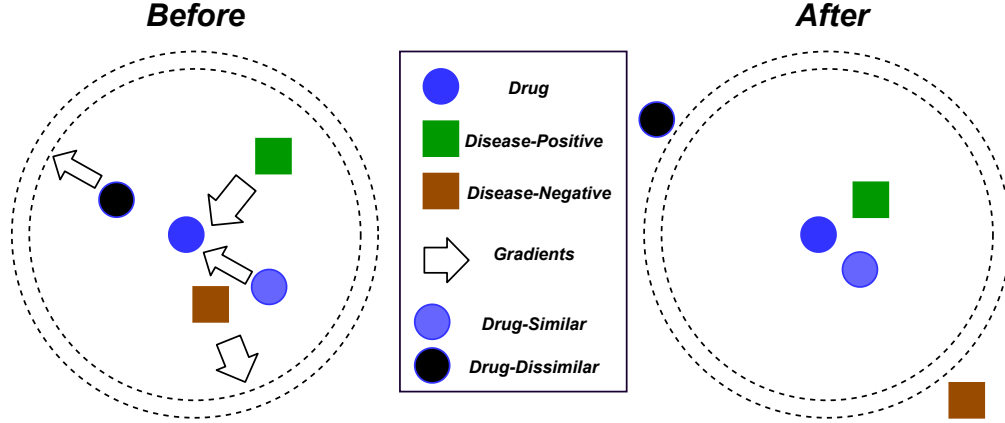 Before
After
Drug
Disease-Positive
Disease-Negative
Gradients
Drug-Similar
Drug-Dissimilar